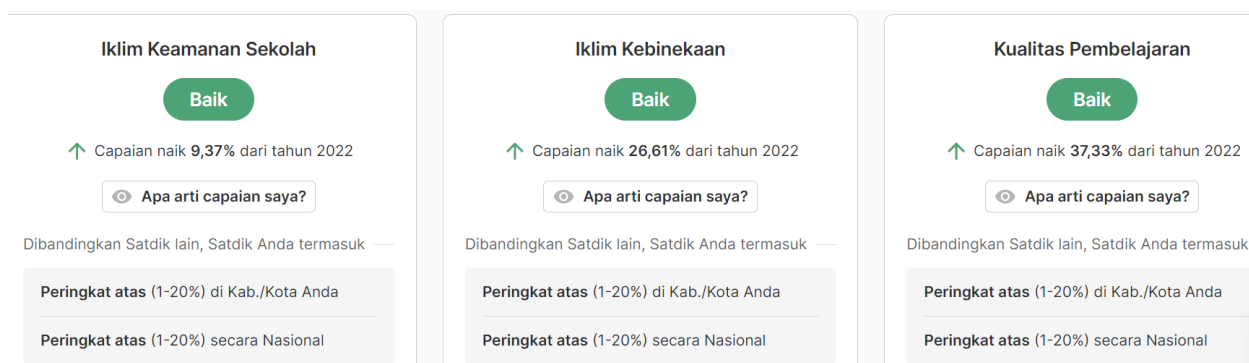 Iklim Keamanan Sekolah
Baik
Capaian naik 9,37% dari tahun 2022
Apa arti capaian saya?
Dibandingkan Satdik lain, Satdik Anda termasuk
Peringkat atas (1-20%) di Kab./Kota Anda
Peringkat atas (1-20%) secara Nasional
Iklim Kebinekaan
Baik
Capaian naik 26,61% dari tahun 2022
Apa arti capaian saya?
Dibandingkan Satdik lain, Satdik Anda termasuk
Peringkat atas (1-20%) di Kab./Kota Anda
Peringkat atas (1-20%) secara Nasional
Kualitas Pembelajaran
Baik
Capaian naik 37,33% dari tahun 2022
Apa arti capaian saya?
Dibandingkan Satdik lain, Satdik Anda termasuk
Peringkat atas (1-20%) di Kab./Kota Anda
Peringkat atas (1-20%) secara Nasional